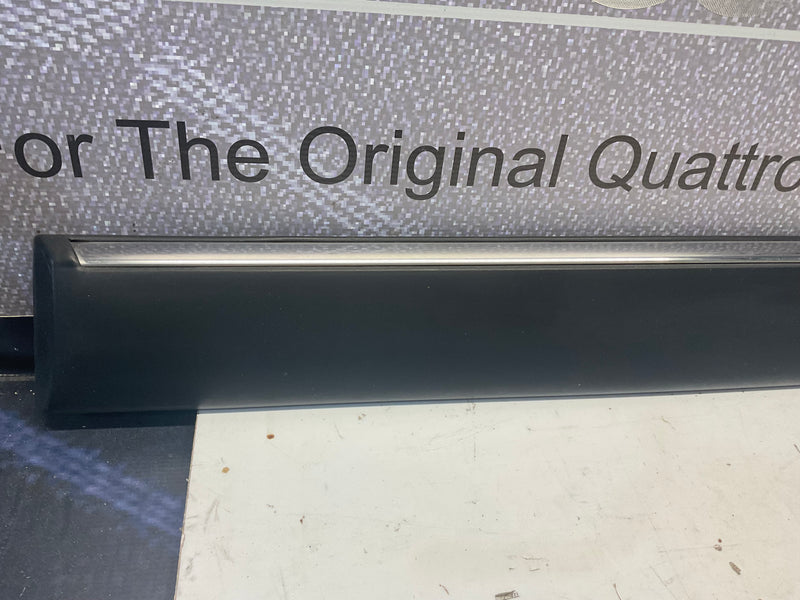 or The Original Quattro